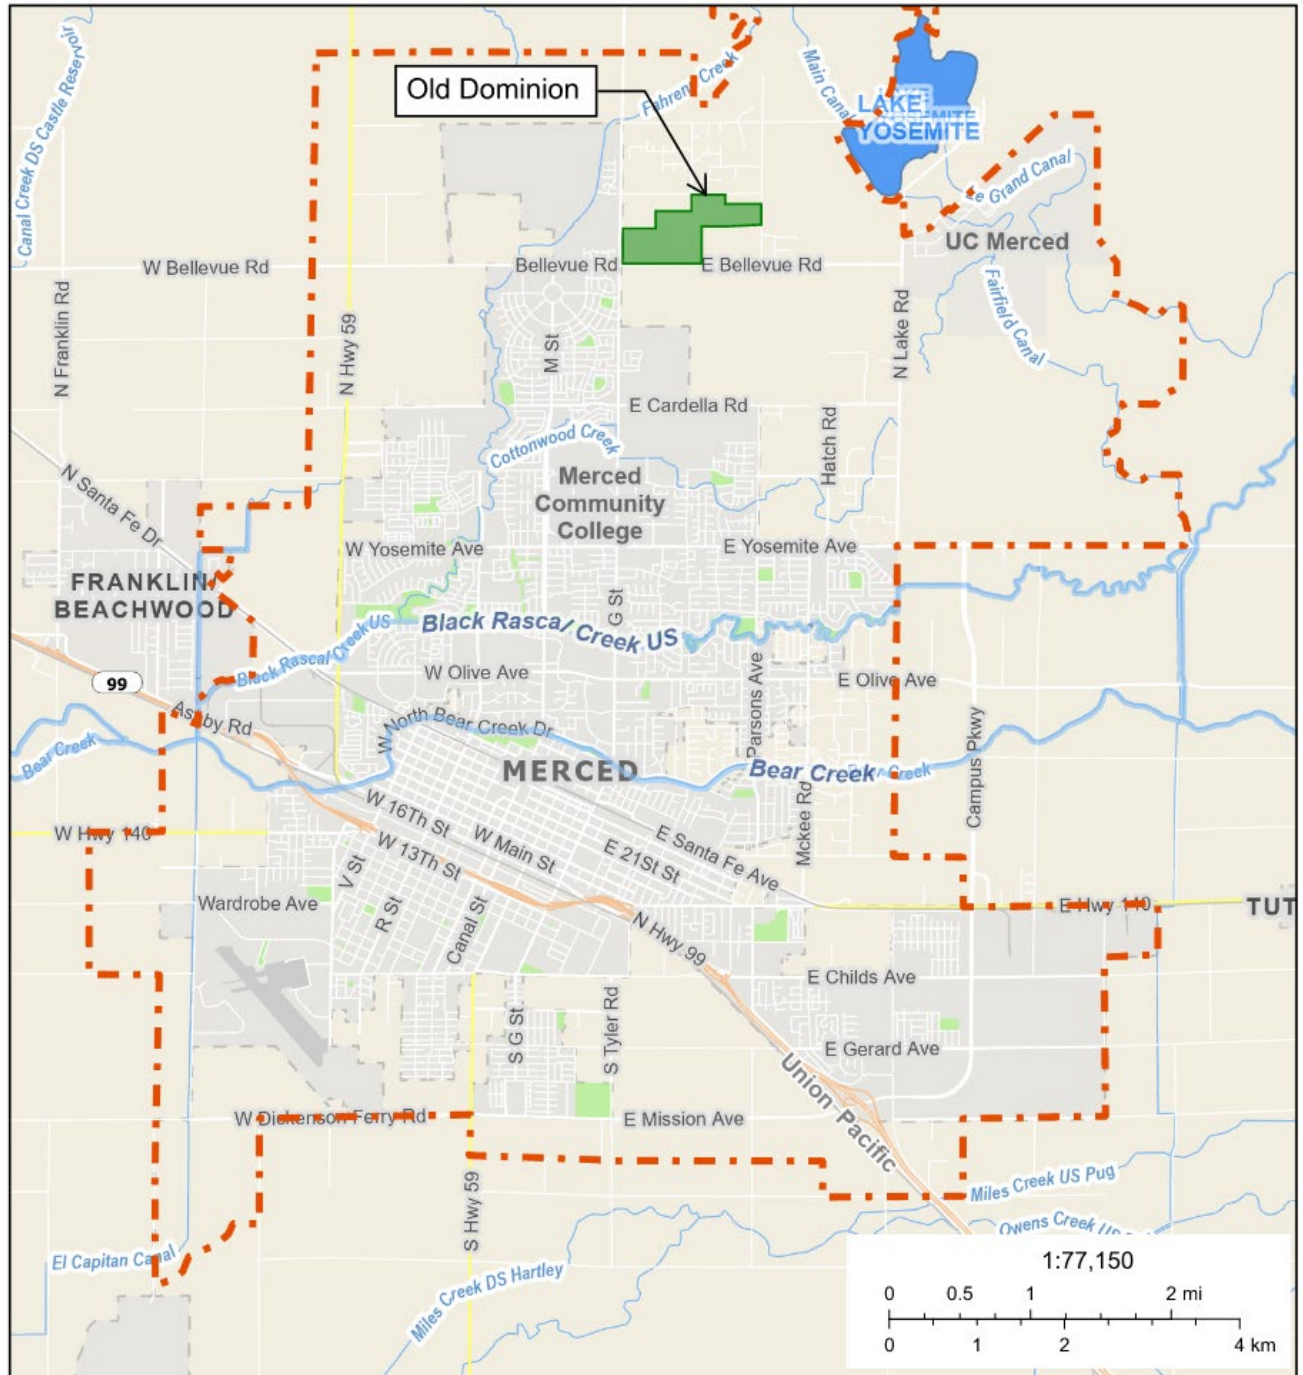 Canal Creek DS Castle Reservoir
Old Dominion
Fahrens Creek
Main Canal
LAKE
YOSEMITE
Le Grand Canal
UC Merced
W Bellevue Rd
Bellevue Rd
E Bellevue Rd
N Franklin Rd
N Hwy 59
M St
N Lake Rd
Fairfield Canal
E Cardella Rd
Hatch Rd
Cottonwood Creek
Merced
Community
College
N Santa Fe Dr
W Yosemite Ave
E Yosemite Ave
FRANKLIN/
BEACHWOOD
G St
Black Rascal Creek US
Black Rascal Creek US
W Olive Ave
E Olive Ave
Parsons Ave
99
Ashby Rd
W North Bear Creek Dr
Bear Creek
MERCED
Bear Creek
Bear Creek
Campus Pkwy
Mckee Rd
W Hwy 140
W 16Th St
W 13Th St
W Main St
E 21St St
E Santa Fe Ave
V St
R St
Canal St
Wardrobe Ave
N Hwy 99
E Hwy 140
TUT
E Childs Ave
S G St
S Tyler Rd
E Gerard Ave
Union Pacific
W Dickenson Ferry Rd
E Mission Ave
S Hwy 59
Miles Creek US Pug
Owens Creek US
El Capitan Canal
Miles Creek DS Hartley
1:77,150
0 0.5 1 2 mi
0 1 2 4 km